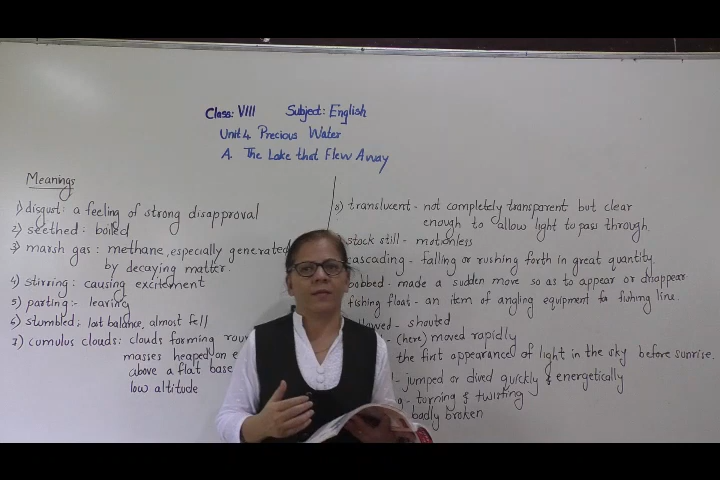 Class: VIII Subject: English
Unit 4. Precious Water
A. The Lake that Flew Away
Meanings
1) disgust: a feeling of strong disapproval
2) seethed: boiled
3) marsh gas: methane, especially generated
by decaying matter.
4) stirring: causing excitement
5) parting:- leaving
6) stumbled: lost balance, almost fell
7) cumulus clouds: clouds forming
masses heaped on
above a flat base
low altitude
8) translucent - not completely transparent but clear
enough to allow light to pass through.
stock still - motionless
cascading - falling or rushing forth in great quantity.
bobbed - made a sudden move so as to appear or disappear
fishing float - an item of angling equipment for fishing line.
- shouted
- (here) moved rapidly
the first appearance of light in the sky before sunrise.
- jumped or dived quickly & energetically
- turning & twisting
badly broken